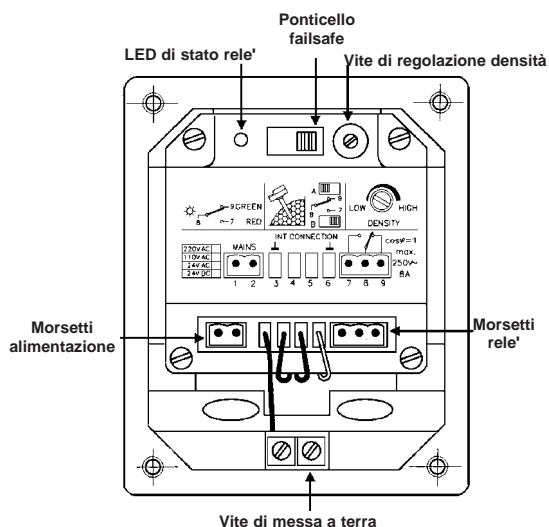 Ponticello
failsafe
LED di stato rele'
Vite di regolazione densità
9 GREEN
8
7 RED
A
9
8
7
B
LOW HIGH
DENSITY
INT CONNECTION
220VAC
110VAC
24VAC
24VDC
MAINS
1 2 3 4 5 6 7 8 9
cosφ=1
max.
250V~
8A
Morsetti
alimentazione
Morsetti
rele'
Vite di messa a terra